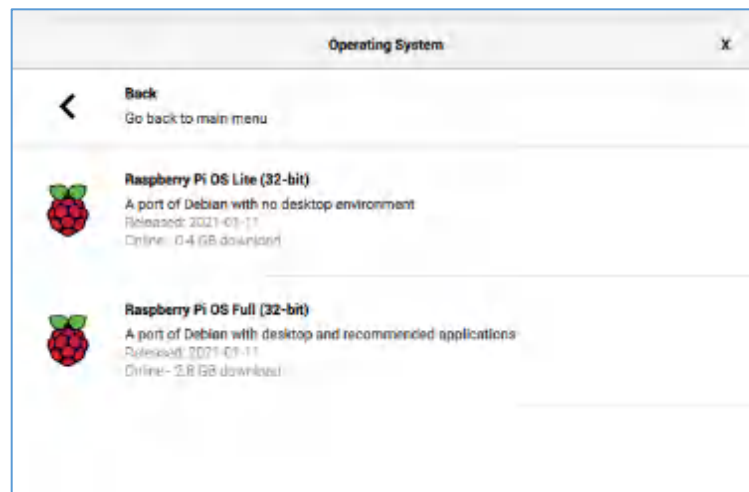 Operating System
X
Back
Go back to main menu
Raspberry Pi OS Lite (32-bit)
A port of Debian with no desktop environment
Released: 2021-01-11
Online - 0.4 GB download
Raspberry Pi OS Full (32-bit)
A port of Debian with desktop and recommended applications
Released: 2021-01-11
Online - 2.8 GB download